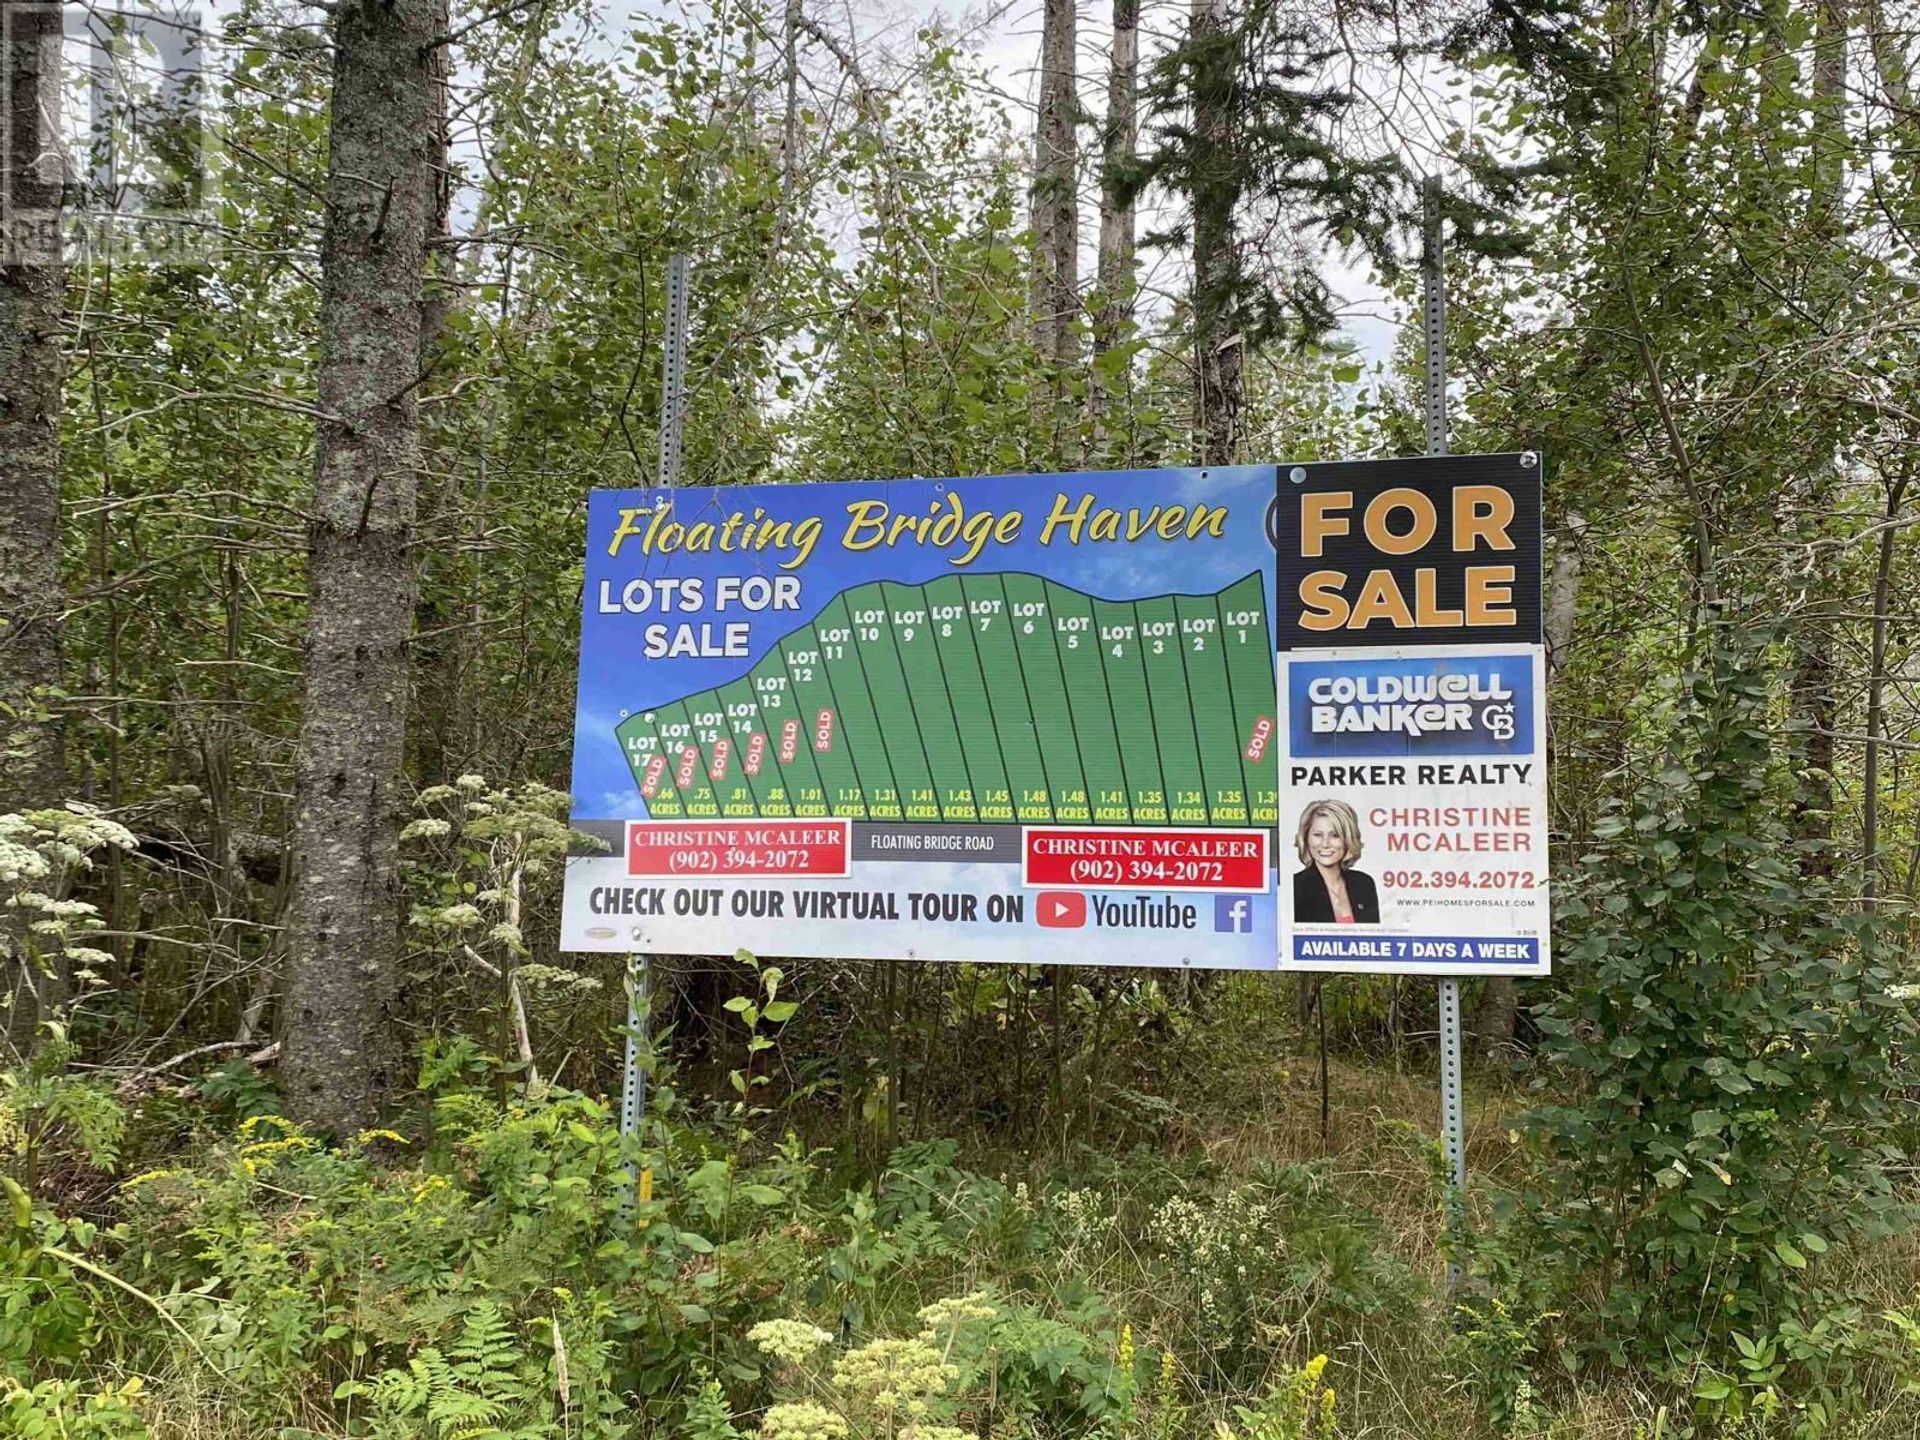 REALTOR
Floating Bridge Haven
LOTS FOR
SALE
LOT 17
LOT 16
LOT 15
LOT 14
LOT 13
LOT 12
LOT 11
LOT 10
LOT 9
LOT 8
LOT 7
LOT 6
LOT 5
LOT 4
LOT 3
LOT 2
LOT 1
SOLD
SOLD
SOLD
SOLD
SOLD
SOLD
SOLD
.66 .75 .81 .88 1.01 1.17 1.31 1.41 1.43 1.45 1.48 1.48 1.41 1.35 1.34 1.35
ACRES ACRES ACRES ACRES ACRES ACRES ACRES ACRES ACRES ACRES ACRES ACRES ACRES ACRES ACRES ACRES
CHRISTINE MCALEER
(902) 394-2072
FLOATING BRIDGE ROAD
CHRISTINE MCALEER
(902) 394-2072
CHECK OUT OUR VIRTUAL TOUR ON YouTube f
FOR
SALE
COLDWELL
BANKER CB
PARKER REALTY
CHRISTINE
MCALEER
902.394.2072
WWW.PEIHOMESFORSALE.COM
AVAILABLE 7 DAYS A WEEK